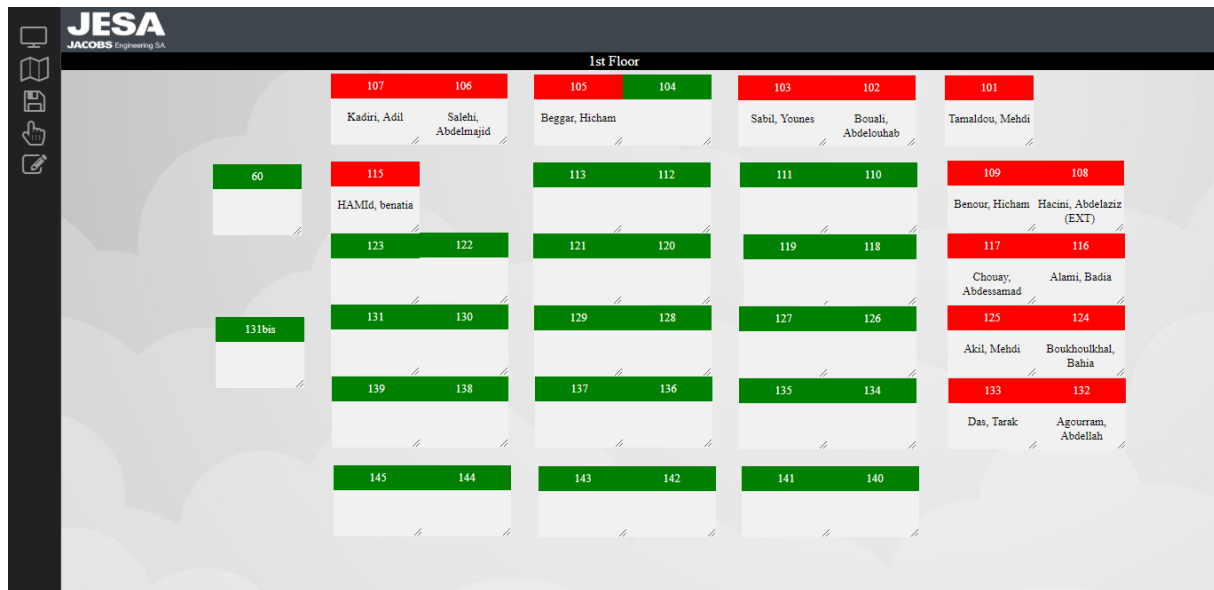 JESA
JACOBS Engineering SA
1st Floor
107 106 105 104 103 102 101
Kadiri, Adil Salehi, Abdelmajid Beggar, Hicham Sabil, Younes Bouali, Abdelouhab Tamaldou, Mehdi
60 115 113 112 111 110 109 108
HAMId, benatia Benour, Hicham Hacini, Abdelaziz (EXT)
123 122 121 120 119 118 117 116
Chouay, Abdessamad Alami, Badia
131bis 131 130 129 128 127 126 125 124
Akil, Mehdi Boukhoulkhal, Bahia
139 138 137 136 135 134 133 132
Das, Tarak Agourram, Abdellah
145 144 143 142 141 140